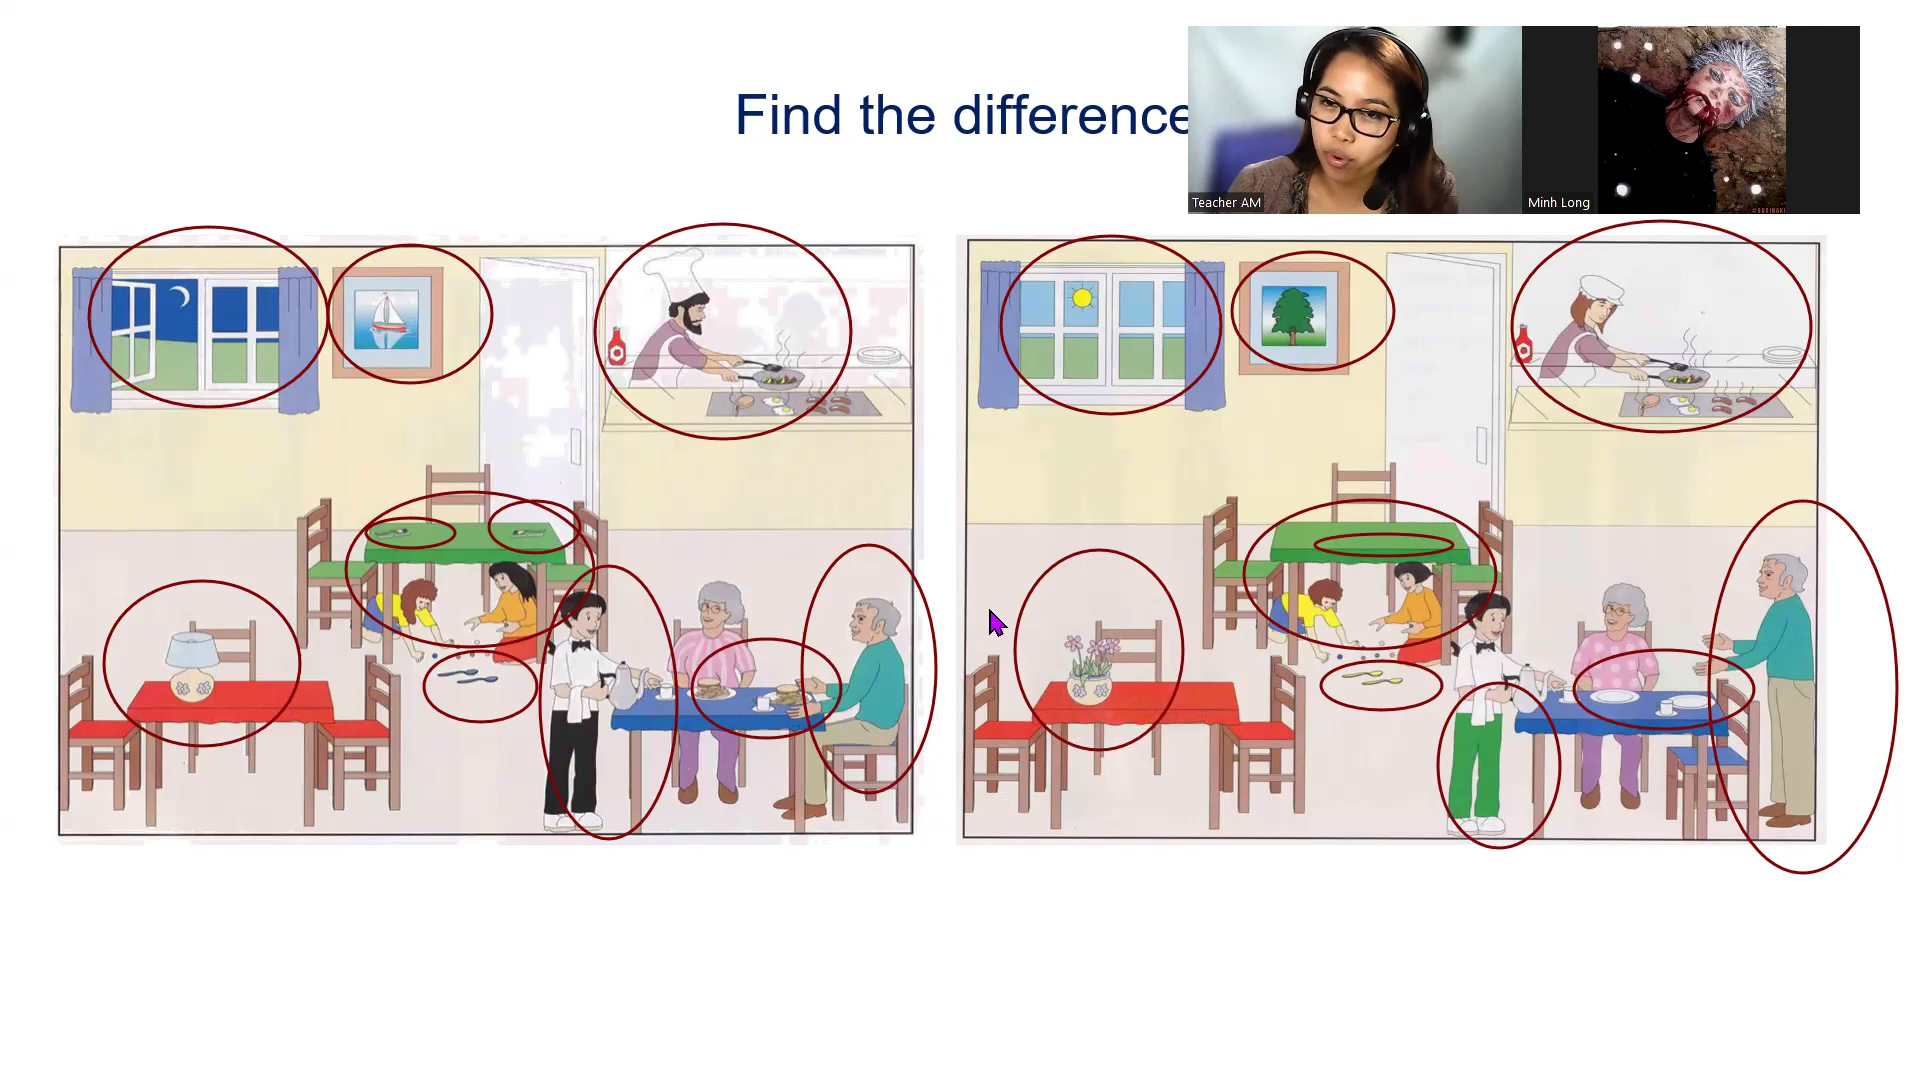 Find the difference
Teacher AM
Minh Long